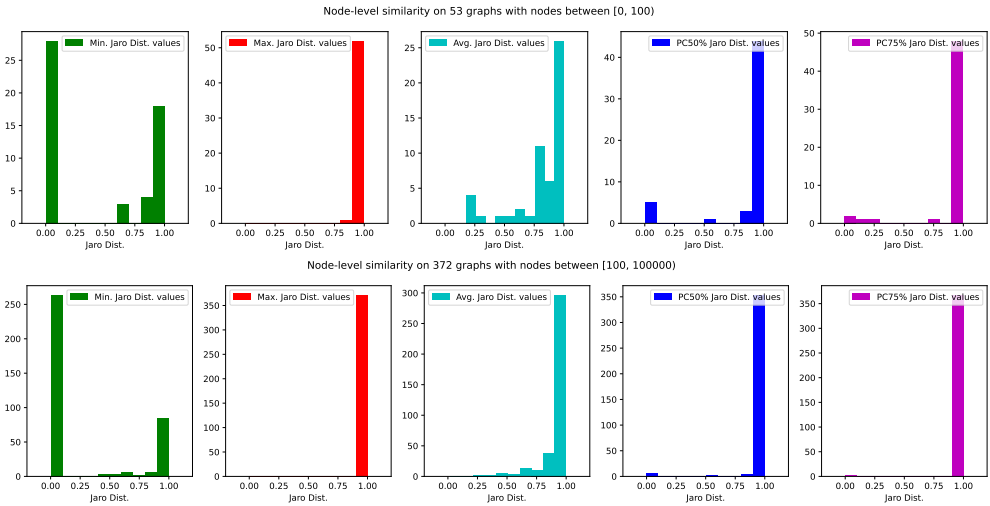 Node-level similarity on 53 graphs with nodes between [0, 100)
Min. Jaro Dist. values
Max. Jaro Dist. values
Avg. Jaro Dist. values
PC50% Jaro Dist. values
PC75% Jaro Dist. values
25
20
15
10
5
0
0.00 0.25 0.50 0.75 1.00
Jaro Dist.
50
40
30
20
10
0
0.00 0.25 0.50 0.75 1.00
Jaro Dist.
25
20
15
10
5
0
0.00 0.25 0.50 0.75 1.00
Jaro Dist.
40
30
20
10
0
0.00 0.25 0.50 0.75 1.00
Jaro Dist.
50
40
30
20
10
0
0.00 0.25 0.50 0.75 1.00
Jaro Dist.
Node-level similarity on 372 graphs with nodes between [100, 100000)
Min. Jaro Dist. values
Max. Jaro Dist. values
Avg. Jaro Dist. values
PC50% Jaro Dist. values
PC75% Jaro Dist. values
250
200
150
100
50
0
0.00 0.25 0.50 0.75 1.00
Jaro Dist.
350
300
250
200
150
100
50
0
0.00 0.25 0.50 0.75 1.00
Jaro Dist.
300
250
200
150
100
50
0
0.00 0.25 0.50 0.75 1.00
Jaro Dist.
350
300
250
200
150
100
50
0
0.00 0.25 0.50 0.75 1.00
Jaro Dist.
350
300
250
200
150
100
50
0
0.00 0.25 0.50 0.75 1.00
Jaro Dist.